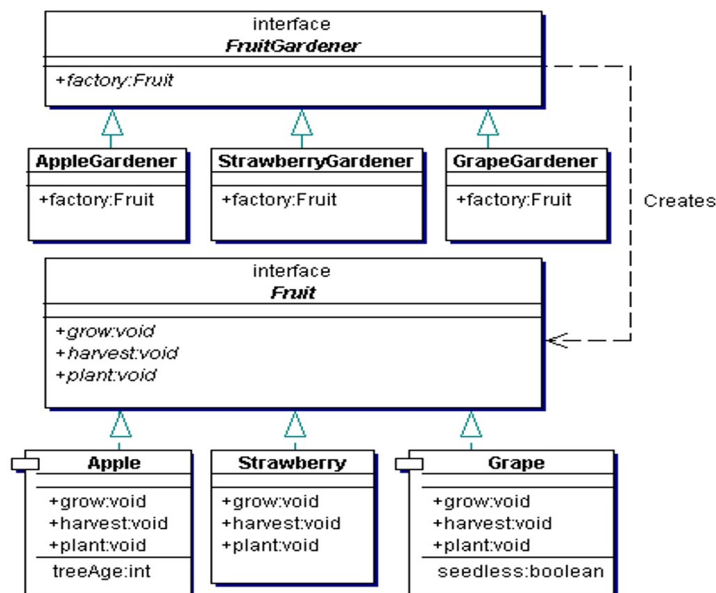 interface
FruitGardener
+factory:Fruit
AppleGardener
+factory:Fruit
StrawberryGardener
+factory:Fruit
GrapeGardener
+factory:Fruit
Creates
interface
Fruit
+grow:void
+harvest:void
+plant:void
Apple
+grow:void
+harvest:void
+plant:void
treeAge:int
Strawberry
+grow:void
+harvest:void
+plant:void
Grape
+grow:void
+harvest:void
+plant:void
seedless:boolean